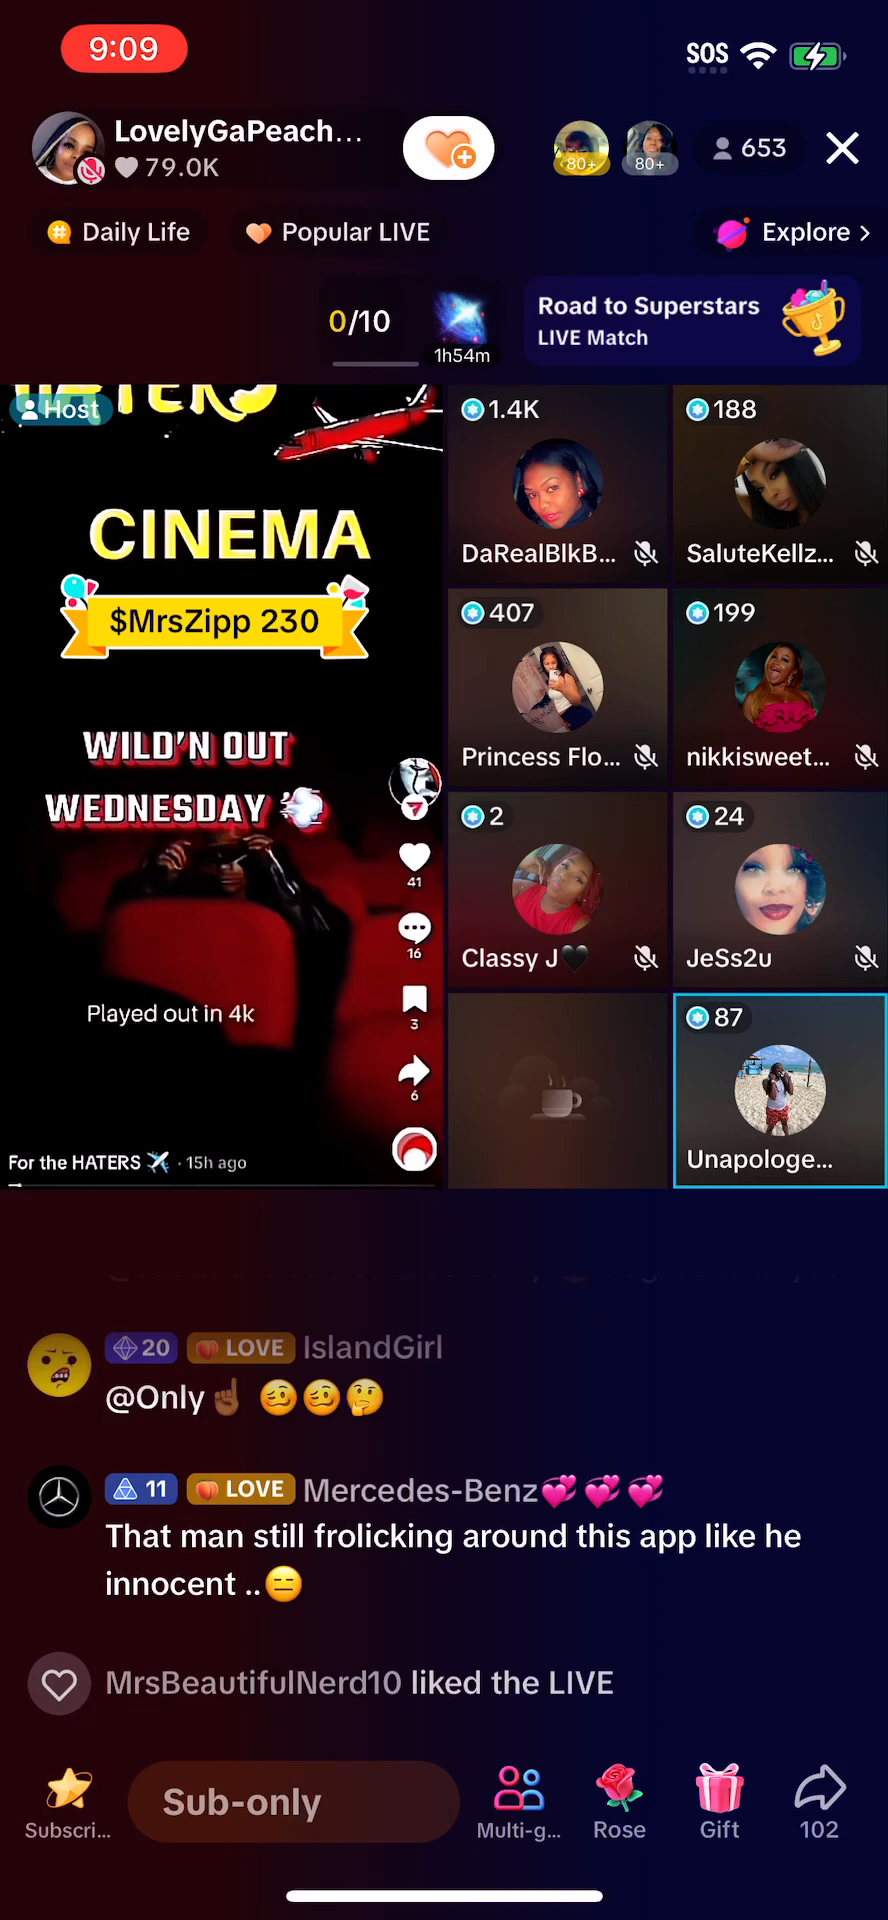 9:09
SOS
LovelyGaPeach...
79.0K
80+
80+
653
Daily Life
Popular LIVE
Explore >
0/10
1h54m
Road to Superstars
LIVE Match
HATERS
Host
CINEMA
$MrsZipp 230
WILD'N OUT
WEDNESDAY
41
16
3
6
Played out in 4k
For the HATERS ✈️ · 15h ago
1.4K
DaRealBlkB...
188
SaluteKellz...
407
Princess Flo...
199
nikkisweet...
2
Classy J🖤
24
JeSs2u
87
Unapologe...
20 🍑 LOVE IslandGirl
@Only☝🏾 🥴🥴🤔
11 🍑 LOVE Mercedes-Benz💞💞💞
That man still frolicking around this app like he
innocent ..😑
MrsBeautifulNerd10 liked the LIVE
Subscri...
Sub-only
Multi-g...
Rose
Gift
102